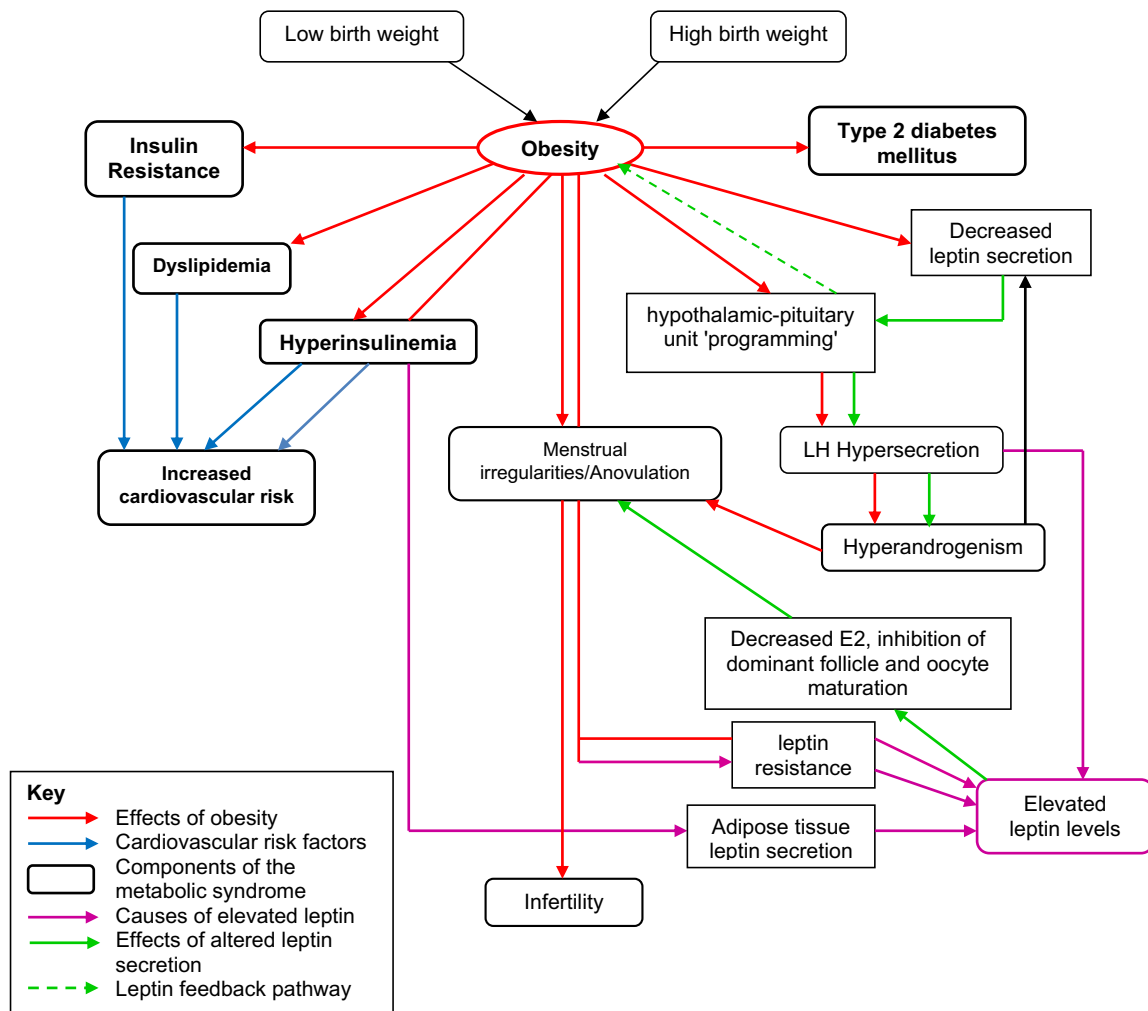 Low birth weight
High birth weight
Insulin
Resistance
Obesity
Type 2 diabetes
mellitus
Decreased
leptin secretion
Dyslipidemia
hypothalamic-pituitary
unit 'programming'
Hyperinsulinemia
Menstrual
irregularities/Anovulation
LH Hypersecretion
Increased
cardiovascular risk
Hyperandrogenism
Decreased E2, inhibition of
dominant follicle and oocyte
maturation
leptin
resistance
Elevated
leptin levels
Adipose tissue
leptin secretion
Infertility
Key
Effects of obesity
Cardiovascular risk factors
Components of the
metabolic syndrome
Causes of elevated leptin
Effects of altered leptin
secretion
Leptin feedback pathway